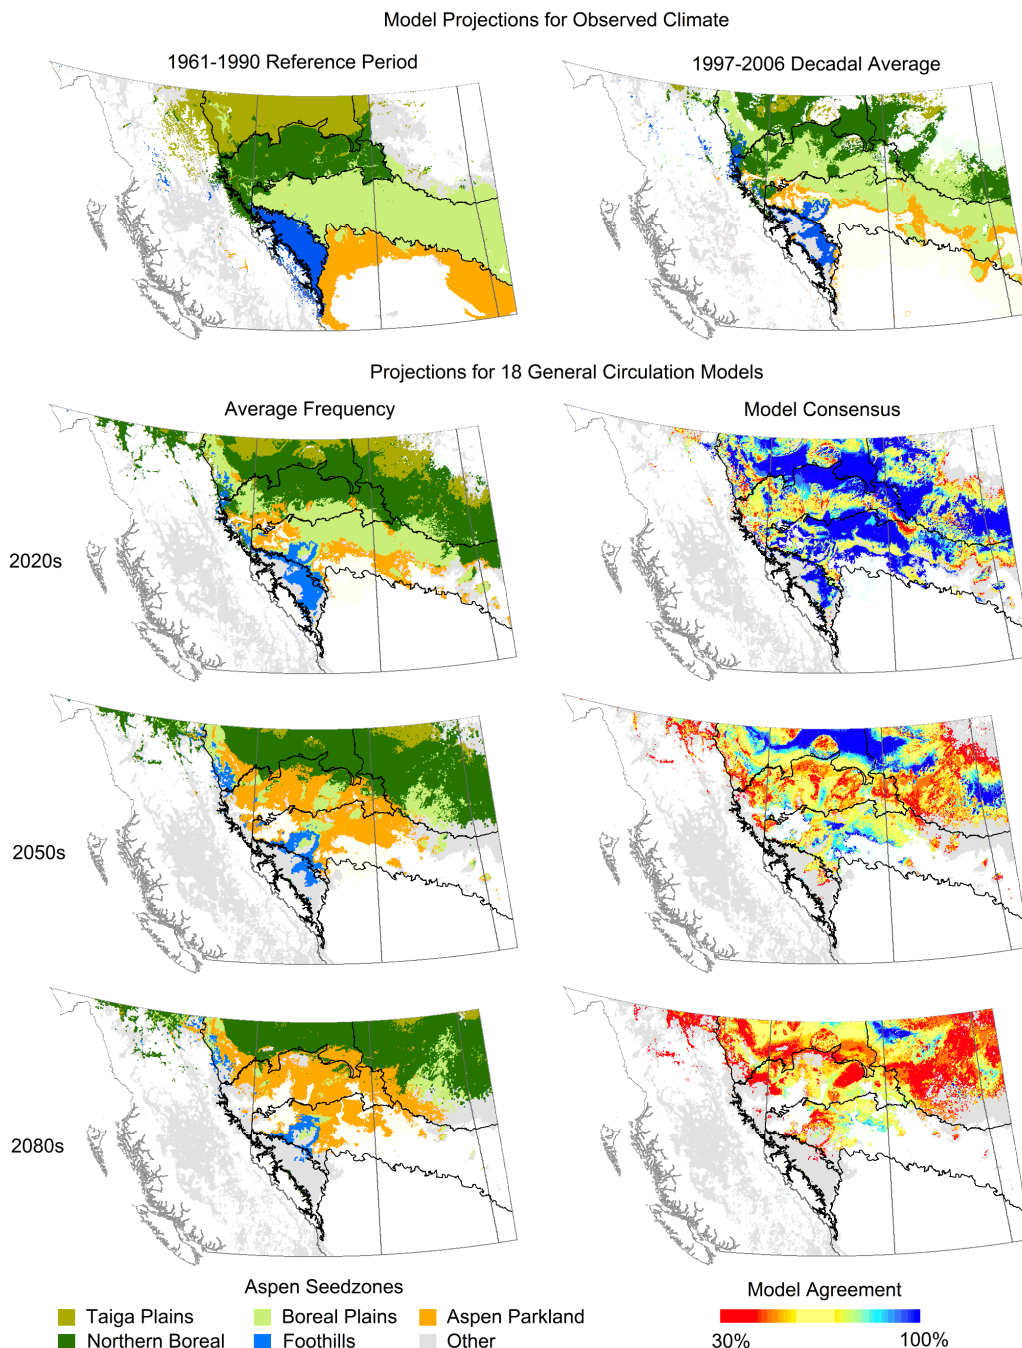 Model Projections for Observed Climate
1961-1990 Reference Period
1997-2006 Decadal Average
Projections for 18 General Circulation Models
Average Frequency
Model Consensus
2020s
2050s
2080s
Aspen Seedzones
Taiga Plains
Boreal Plains
Aspen Parkland
Northern Boreal
Foothills
Other
Model Agreement
30%
100%